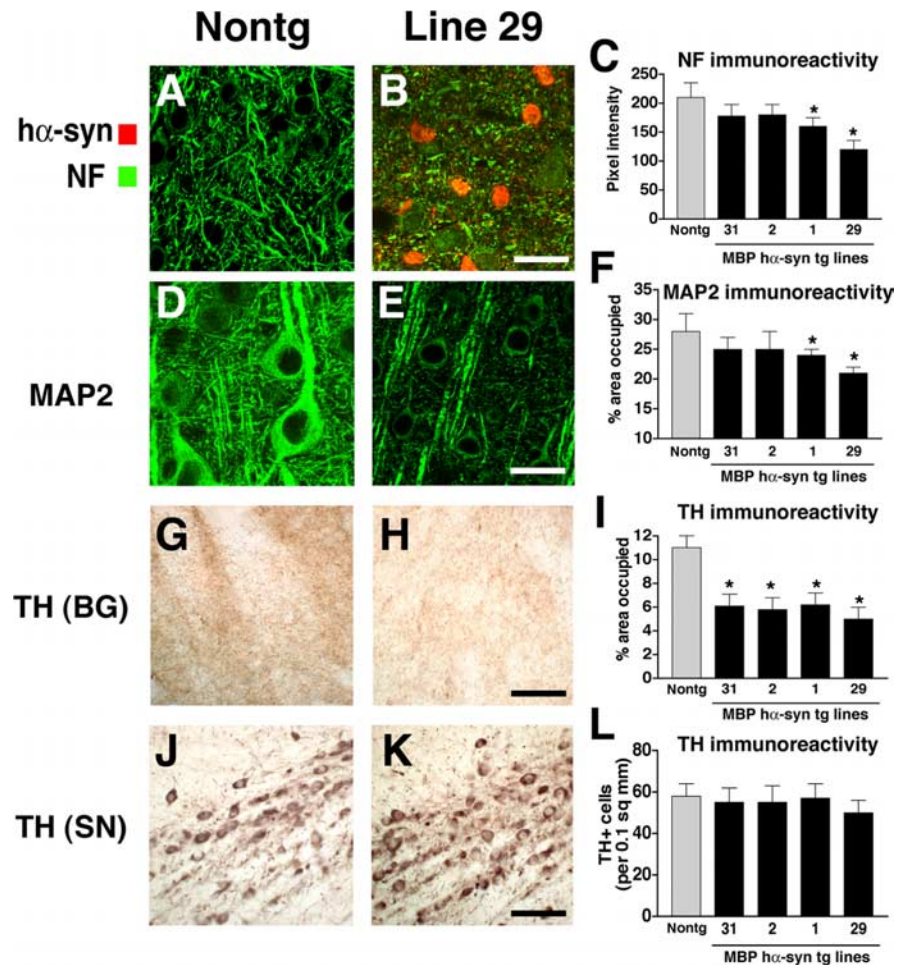 Nontg
Line 29
hα-syn
NF
MAP2
TH (BG)
TH (SN)
A
B
C
NF immunoreactivity
Pixel intensity
250
200
150
100
50
0
*
*
Nontg
31
2
1
29
MBP hα-syn tg lines
D
E
F
MAP2 immunoreactivity
% area occupied
35
30
25
20
15
10
*
*
Nontg
31
2
1
29
MBP hα-syn tg lines
G
H
I
TH immunoreactivity
% area occupied
12
10
8
6
4
2
0
*
*
*
*
Nontg
31
2
1
29
MBP hα-syn tg lines
J
K
L
TH immunoreactivity
TH+ cells
(per 0.1 sq mm)
80
60
40
20
0
Nontg
31
2
1
29
MBP hα-syn tg lines